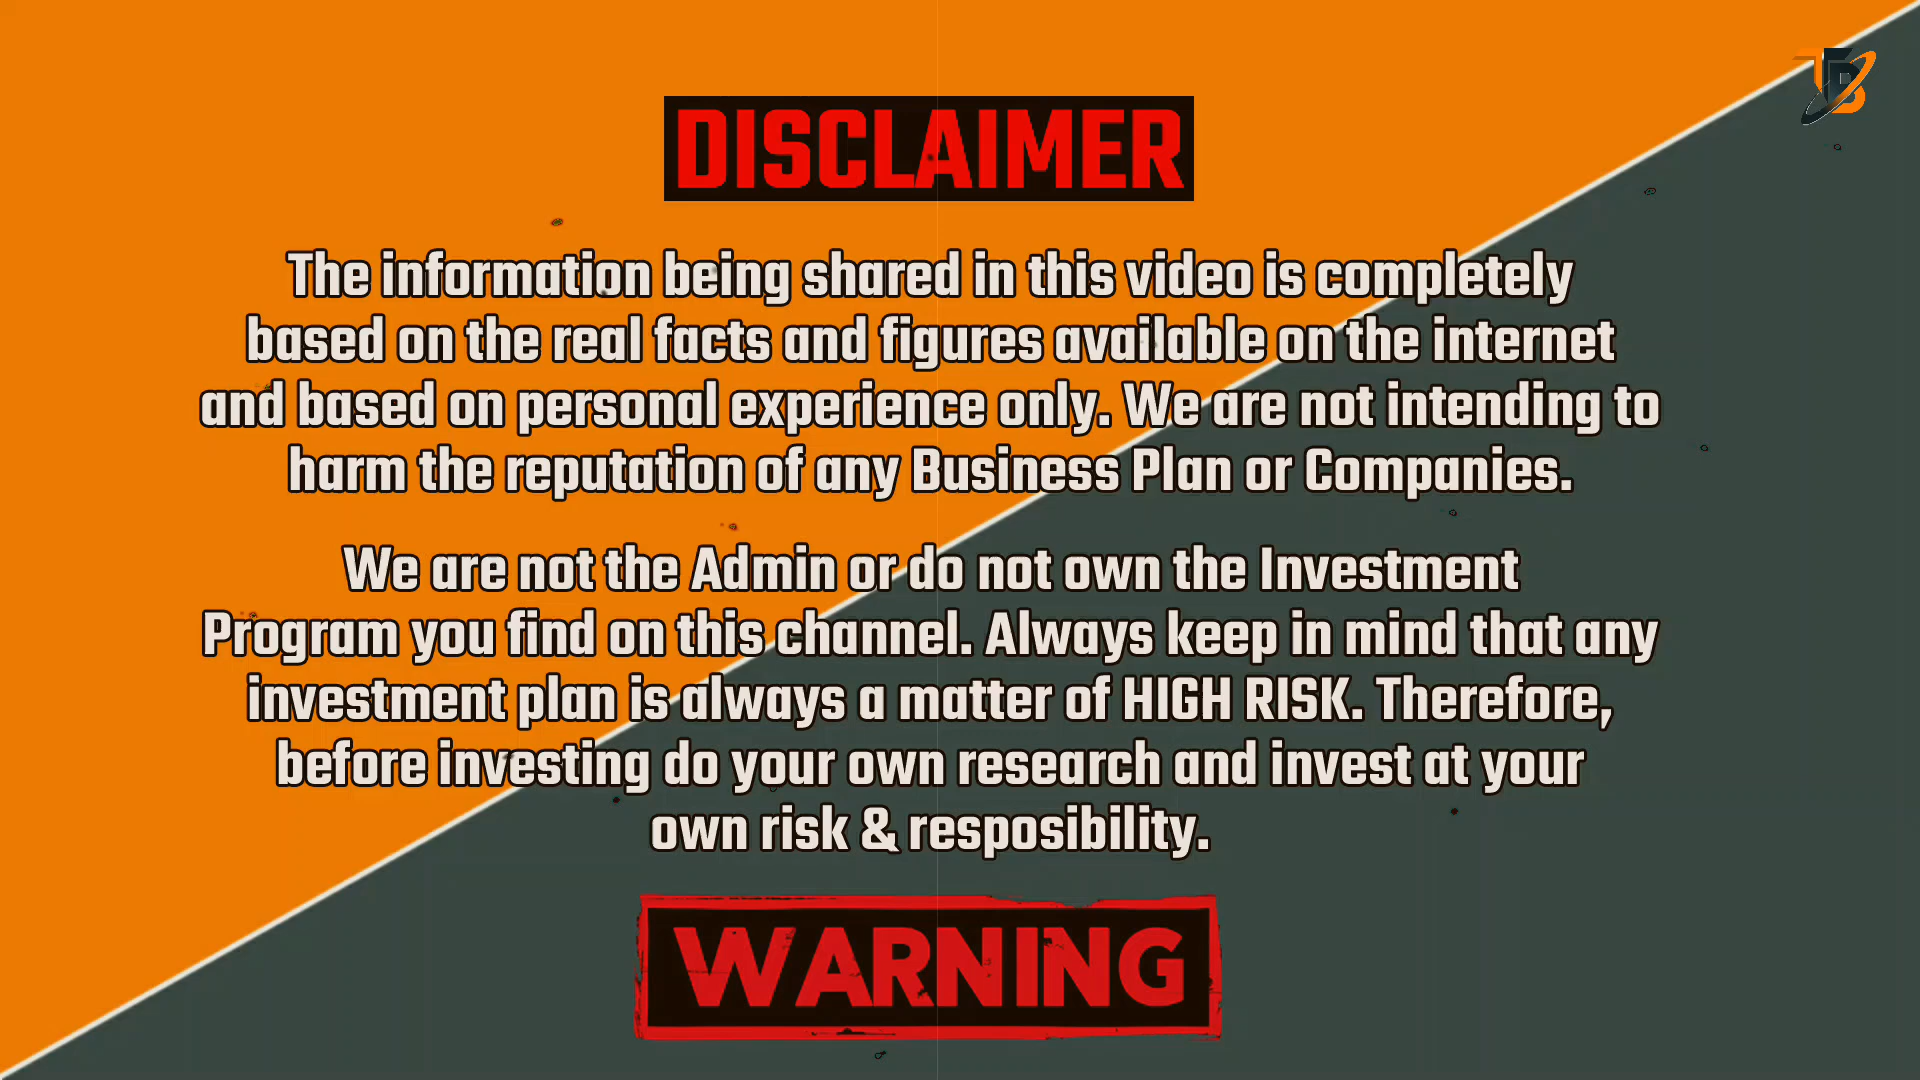 DISCLAIMER
The information being shared in this video is completely
based on the real facts and figures available on the internet
and based on personal experience only. We are not intending to
harm the reputation of any Business Plan or Companies.
We are not the Admin or do not own the Investment
Program you find on this channel. Always keep in mind that any
investment plan is always a matter of HIGH RISK. Therefore,
before investing do your own research and invest at your
own risk & resposibility.
WARNING
TB